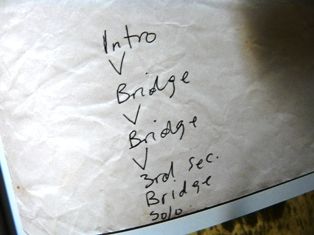 Intro
V
Bridge
V
Bridge
V
3rd sec.
Bridge
Solo